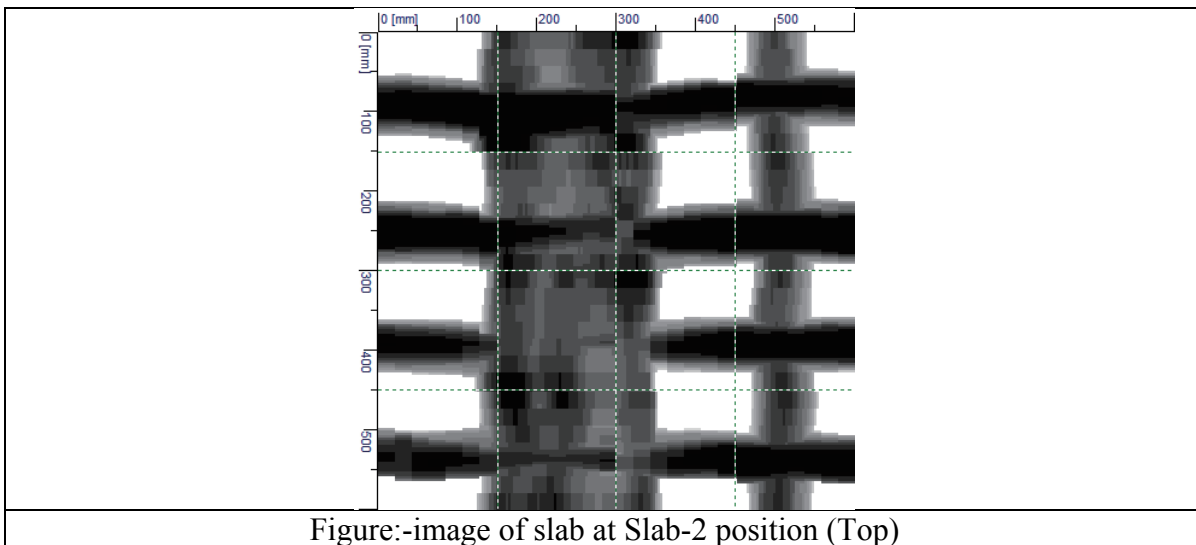 0 [mm] 100 200 300 400 500
0 [mm]
100
200
300
400
500
Figure:-image of slab at Slab-2 position (Top)